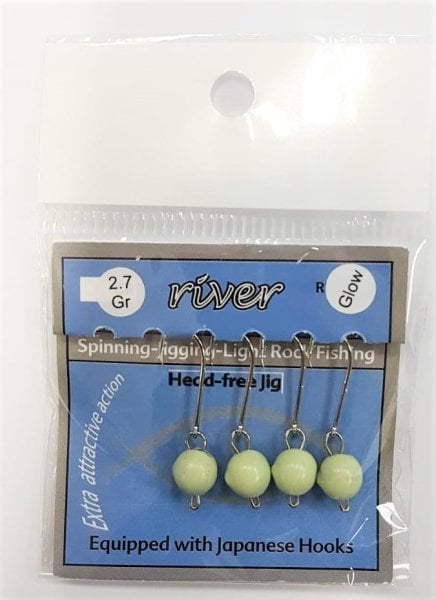 2.7
Gr
river
R
Glow
Spinning-Jigging-Light Rock Fishing
Head-free Jig
Extra attractive action
Equipped with Japanese Hooks